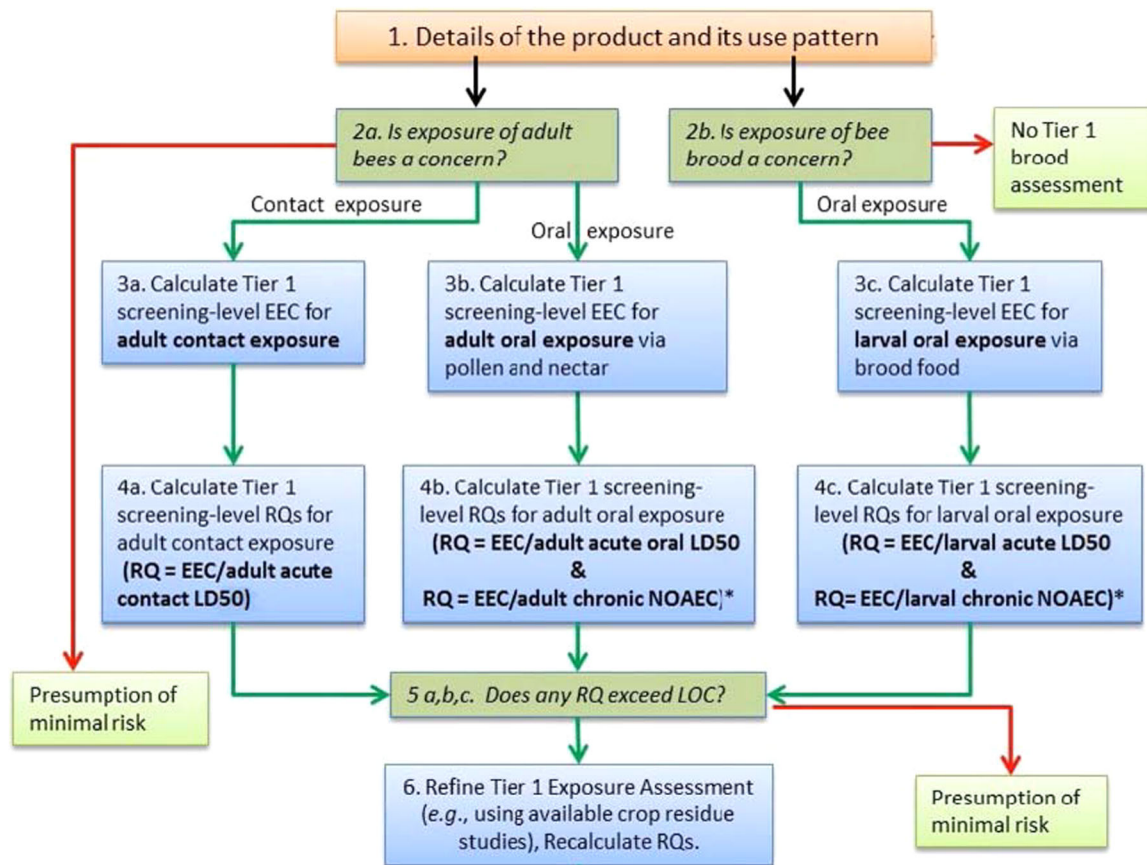 1. Details of the product and its use pattern
2a. Is exposure of adult
bees a concern?
2b. Is exposure of bee
brood a concern?
No Tier 1
brood
assessment
Contact exposure
Oral exposure
Oral exposure
3a. Calculate Tier 1
screening-level EEC for
adult contact exposure
3b. Calculate Tier 1
screening-level EEC for
adult oral exposure via
pollen and nectar
3c. Calculate Tier 1
screening-level EEC for
larval oral exposure via
brood food
4a. Calculate Tier 1
screening-level RQs for
adult contact exposure
(RQ = EEC/adult acute
contact LD50)
4b. Calculate Tier 1 screening-
level RQs for adult oral exposure
(RQ = EEC/adult acute oral LD50
&
RQ = EEC/adult chronic NOAEC)*
4c. Calculate Tier 1 screening-
level RQs for larval oral exposure
(RQ = EEC/larval acute LD50
&
RQ= EEC/larval chronic NOAEC)*
Presumption of
minimal risk
5 a,b,c. Does any RQ exceed LOC?
6. Refine Tier 1 Exposure Assessment
(e.g., using available crop residue
studies), Recalculate RQs.
Presumption of
minimal risk